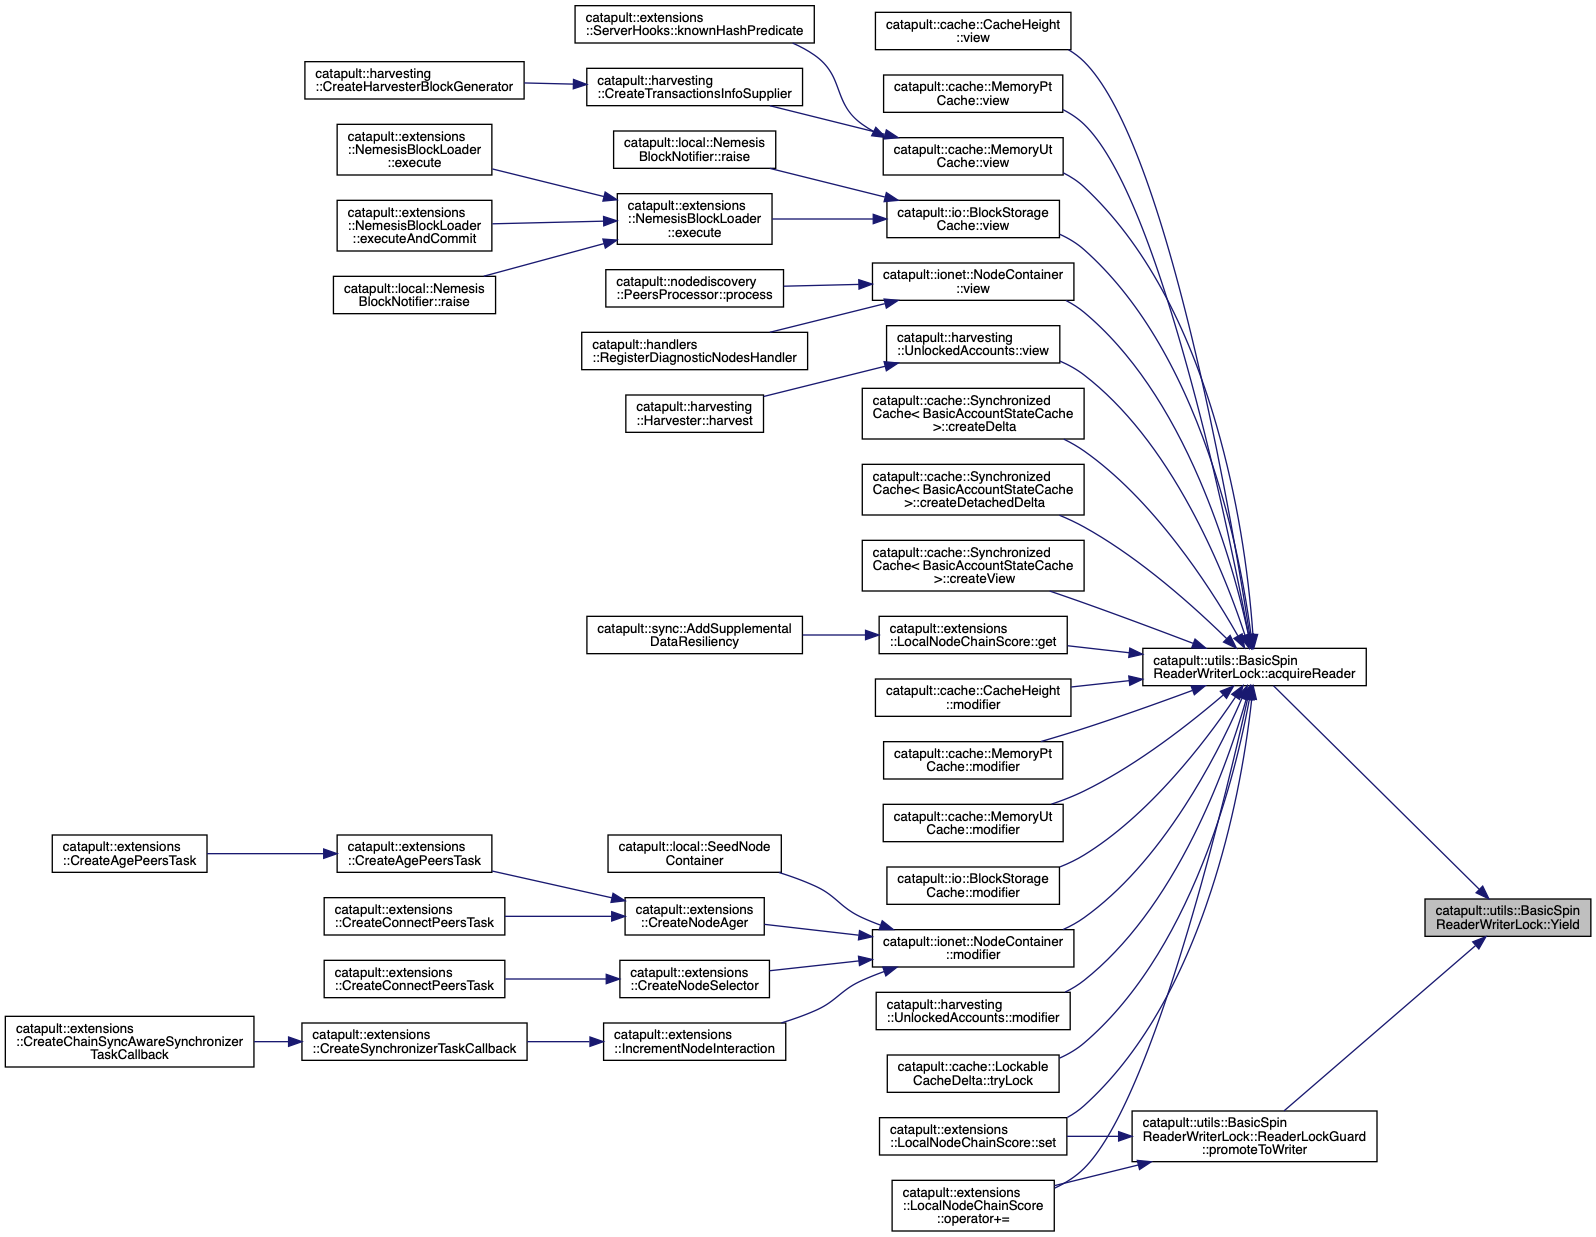 catapult::extensions
::ServerHooks::knownHashPredicate
catapult::cache::CacheHeight
::view
catapult::harvesting
::CreateHarvesterBlockGenerator
catapult::harvesting
::CreateTransactionsInfoSupplier
catapult::cache::MemoryPt
Cache::view
catapult::extensions
::NemesisBlockLoader
::execute
catapult::local::Nemesis
BlockNotifier::raise
catapult::cache::MemoryUt
Cache::view
catapult::extensions
::NemesisBlockLoader
::executeAndCommit
catapult::extensions
::NemesisBlockLoader
::execute
catapult::io::BlockStorage
Cache::view
catapult::local::Nemesis
BlockNotifier::raise
catapult::nodediscovery
::PeersProcessor::process
catapult::ionet::NodeContainer
::view
catapult::handlers
::RegisterDiagnosticNodesHandler
catapult::harvesting
::UnlockedAccounts::view
catapult::harvesting
::Harvester::harvest
catapult::cache::Synchronized
Cache< BasicAccountStateCache
>::createDelta
catapult::cache::Synchronized
Cache< BasicAccountStateCache
>::createDetachedDelta
catapult::cache::Synchronized
Cache< BasicAccountStateCache
>::createView
catapult::sync::AddSupplemental
DataResiliency
catapult::extensions
::LocalNodeChainScore::get
catapult::utils::BasicSpin
ReaderWriterLock::acquireReader
catapult::cache::CacheHeight
::modifier
catapult::cache::MemoryPt
Cache::modifier
catapult::cache::MemoryUt
Cache::modifier
catapult::extensions
::CreateAgePeersTask
catapult::extensions
::CreateAgePeersTask
catapult::local::SeedNode
Container
catapult::io::BlockStorage
Cache::modifier
catapult::extensions
::CreateConnectPeersTask
catapult::extensions
::CreateNodeAger
catapult::utils::BasicSpin
ReaderWriterLock::Yield
catapult::ionet::NodeContainer
::modifier
catapult::extensions
::CreateConnectPeersTask
catapult::extensions
::CreateNodeSelector
catapult::harvesting
::UnlockedAccounts::modifier
catapult::extensions
::CreateChainSyncAwareSynchronizer
TaskCallback
catapult::extensions
::CreateSynchronizerTaskCallback
catapult::extensions
::IncrementNodeInteraction
catapult::cache::Lockable
CacheDelta::tryLock
catapult::extensions
::LocalNodeChainScore::set
catapult::utils::BasicSpin
ReaderWriterLock::ReaderLockGuard
::promoteToWriter
catapult::extensions
::LocalNodeChainScore
::operator+=